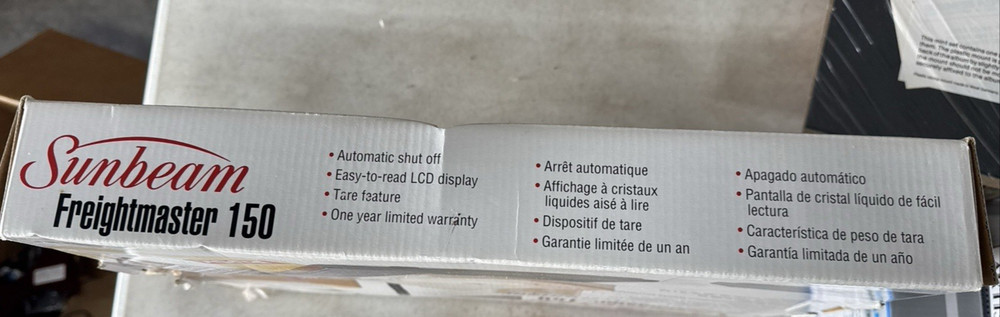 Sunbeam
Freightmaster 150
• Automatic shut off
• Easy-to-read LCD display
• Tare feature
• One year limited warranty
• Arrêt automatique
• Affichage à cristaux
liquides aisé à lire
• Dispositif de tare
• Garantie limitée de un an
• Apagado automático
• Pantalla de cristal líquido de fácil
lectura
• Característica de peso de tara
• Garantía limitada de un año